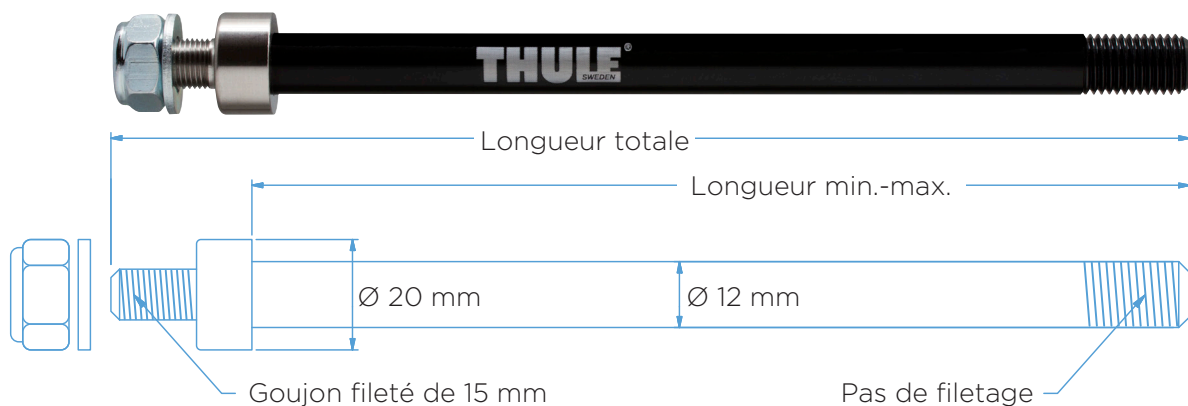 THULE®
SWEDEN
Longueur totale
Longueur min.-max.
Ø 20 mm
Ø 12 mm
Goujon fileté de 15 mm
Pas de filetage